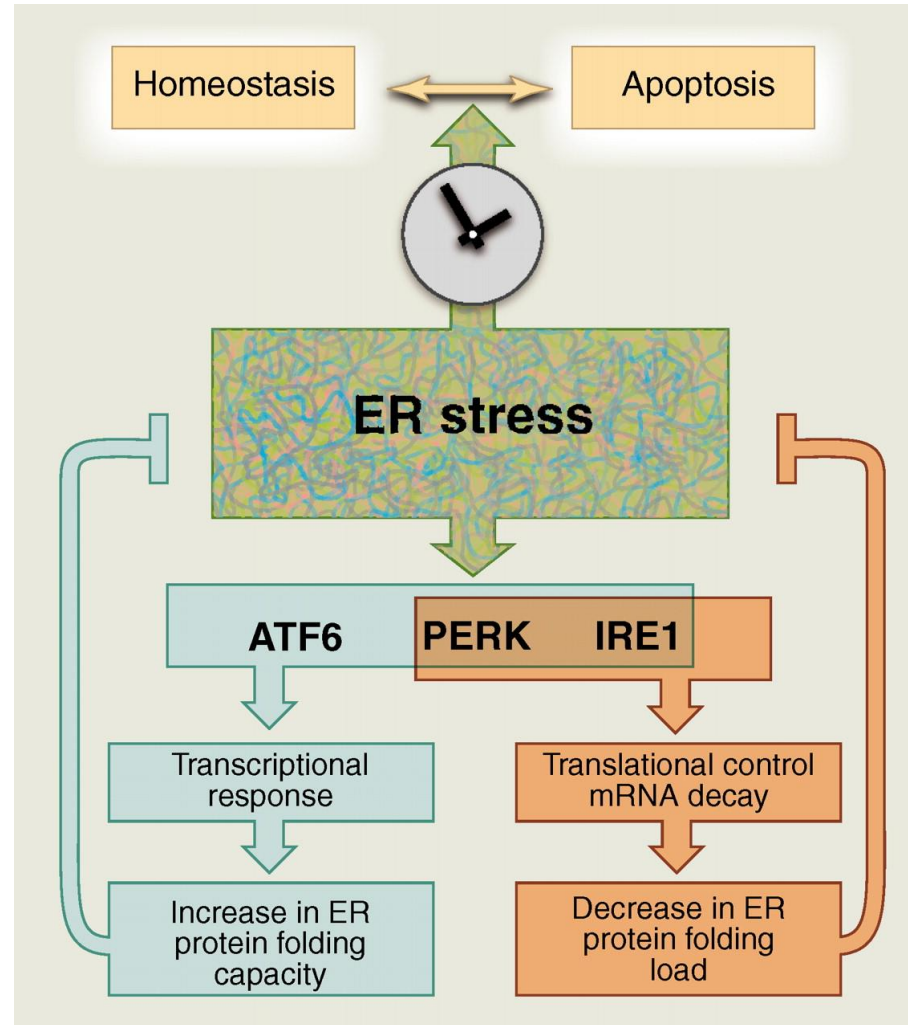 Homeostasis
Apoptosis
ER stress
ATF6
PERK
IRE1
Transcriptional
response
Translational control
mRNA decay
Increase in ER
protein folding
capacity
Decrease in ER
protein folding
load